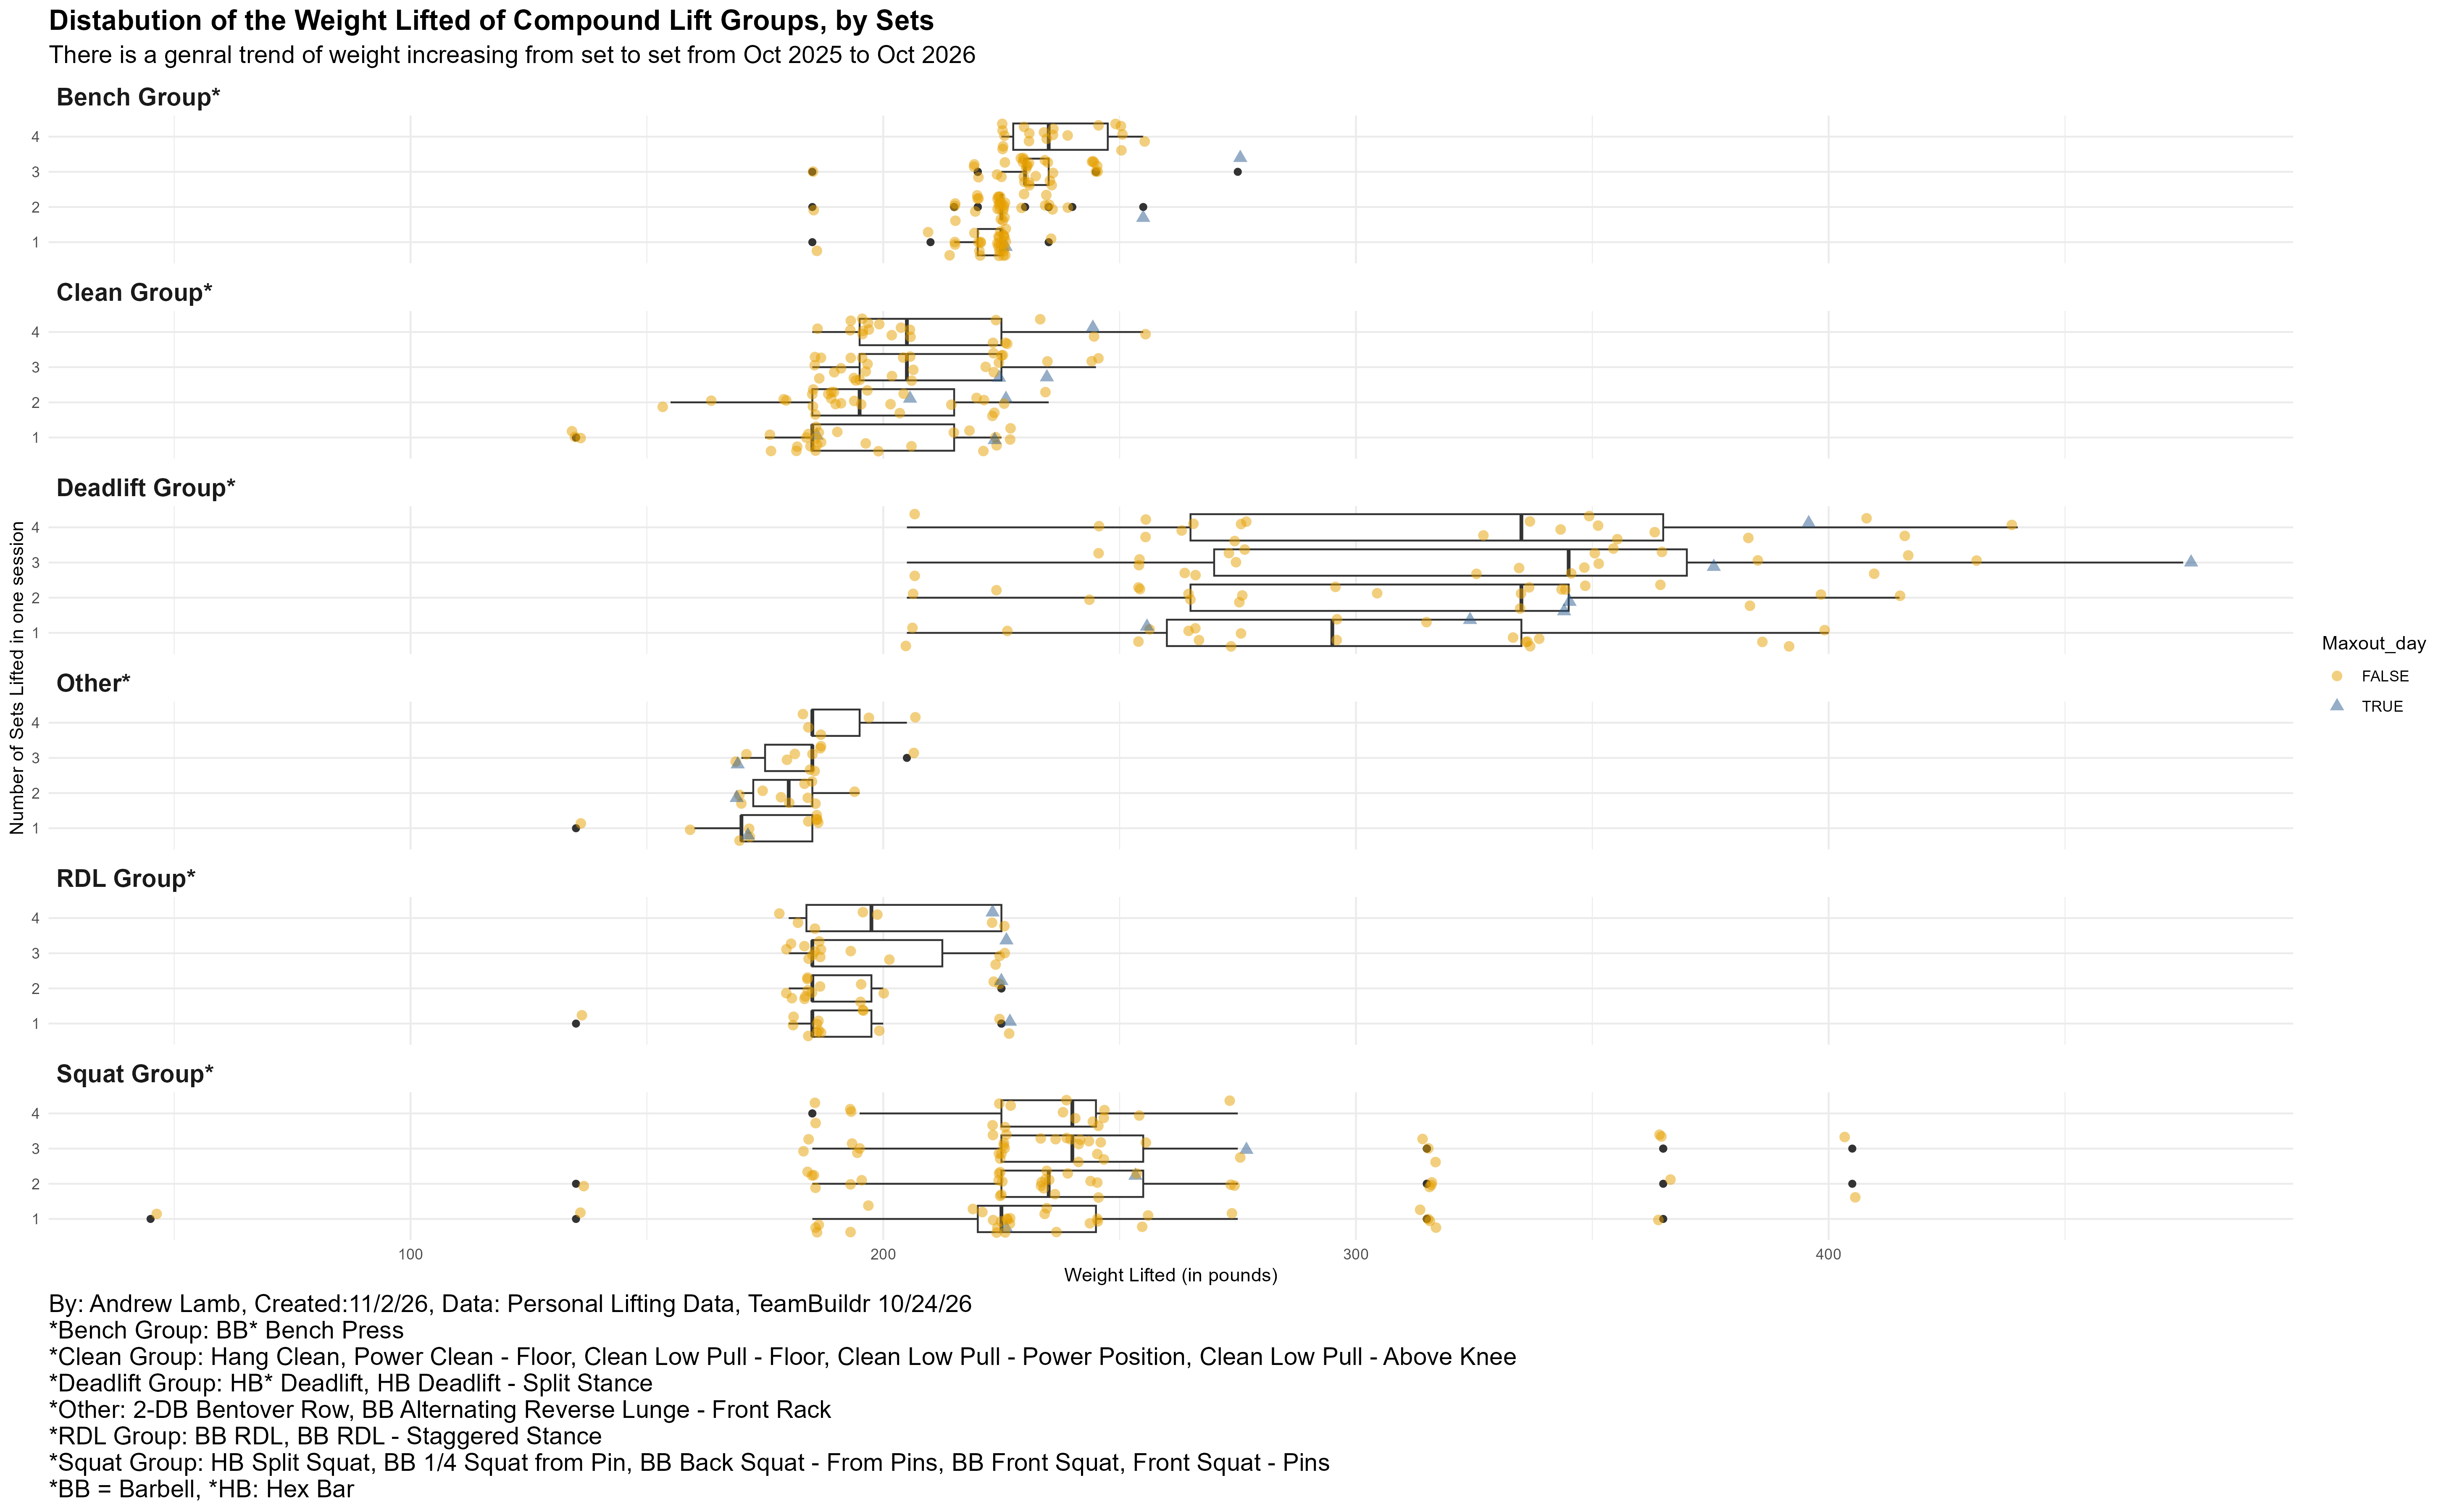 Distabution of the Weight Lifted of Compound Lift Groups, by Sets
There is a genral trend of weight increasing from set to set from Oct 2025 to Oct 2026
Bench Group*
4
3
2
1
Clean Group*
4
3
2
1
Deadlift Group*
4
3
2
1
Other*
4
3
2
1
RDL Group*
4
3
2
1
Squat Group*
4
3
2
1
Number of Sets Lifted in one session
100
200
300
400
Weight Lifted (in pounds)
Maxout_day
FALSE
TRUE
By: Andrew Lamb, Created:11/2/26, Data: Personal Lifting Data, TeamBuildr 10/24/26
*Bench Group: BB* Bench Press
*Clean Group: Hang Clean, Power Clean - Floor, Clean Low Pull - Floor, Clean Low Pull - Power Position, Clean Low Pull - Above Knee
*Deadlift Group: HB* Deadlift, HB Deadlift - Split Stance
*Other: 2-DB Bentover Row, BB Alternating Reverse Lunge - Front Rack
*RDL Group: BB RDL, BB RDL - Staggered Stance
*Squat Group: HB Split Squat, BB 1/4 Squat from Pin, BB Back Squat - From Pins, BB Front Squat, Front Squat - Pins
*BB = Barbell, *HB: Hex Bar